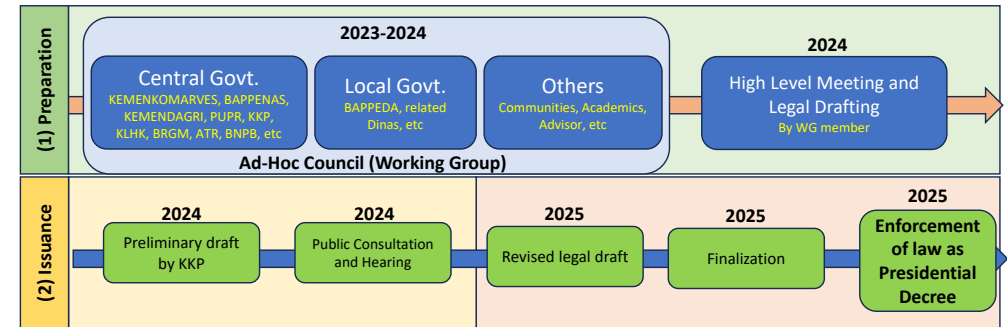 (1) Preparation
2023-2024
Central Govt.
KEMENKOMARVES, BAPPENAS,
KEMENDAGRI, PUPR, KKP,
KLHK, BRGM, ATR, BNPB, etc
Local Govt.
BAPPEDA, related
Dinas, etc
Others
Communities, Academics,
Advisor, etc
Ad-Hoc Council (Working Group)
2024
High Level Meeting and
Legal Drafting
By WG member
(2) Issuance
2024
Preliminary draft
by KKP
2024
Public Consultation
and Hearing
2025
Revised legal draft
2025
Finalization
2025
Enforcement
of law as
Presidential
Decree